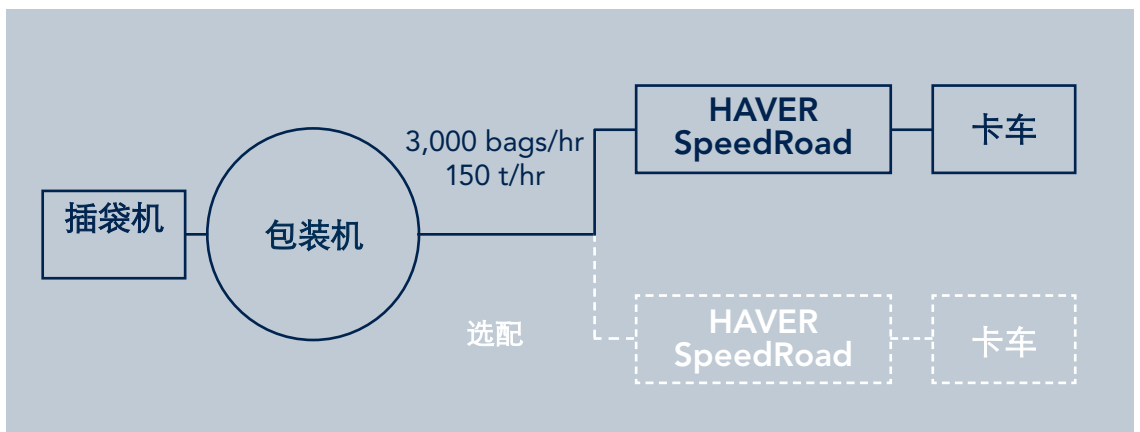 插袋机
包装机
3,000 bags/hr
150 t/hr
HAVER
SpeedRoad
卡车
选配
HAVER
SpeedRoad
卡车